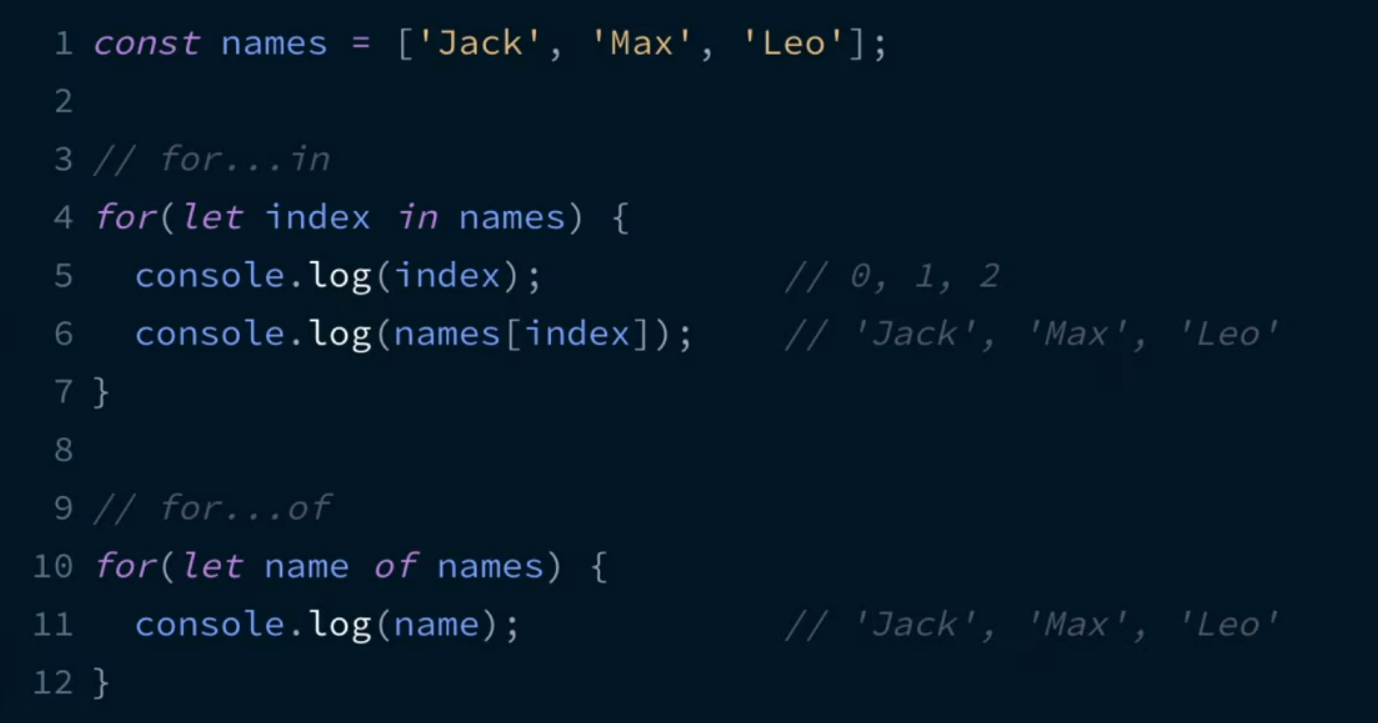 1 const names = ['Jack', 'Max', 'Leo'];
2
3 // for...in
4 for(let index in names) {
5   console.log(index);            // 0, 1, 2
6   console.log(names[index]);    // 'Jack', 'Max', 'Leo'
7 }
8
9 // for...of
10 for(let name of names) {
11   console.log(name);             // 'Jack', 'Max', 'Leo'
12 }